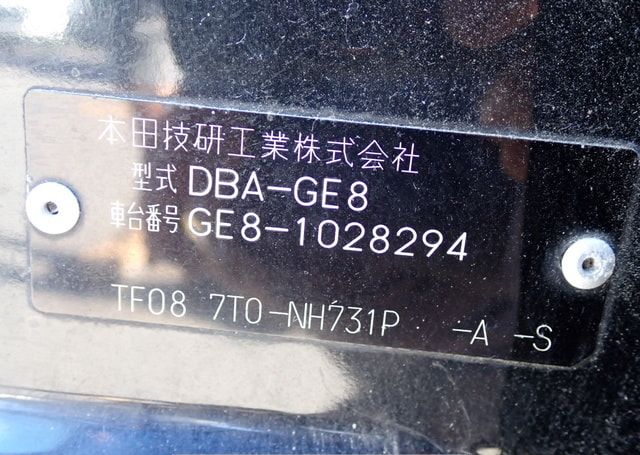 本田技研工業株式会社
型式 DBA-GE8
車台番号 GE8-1028294
TF08 7T0-NH731P -A -S